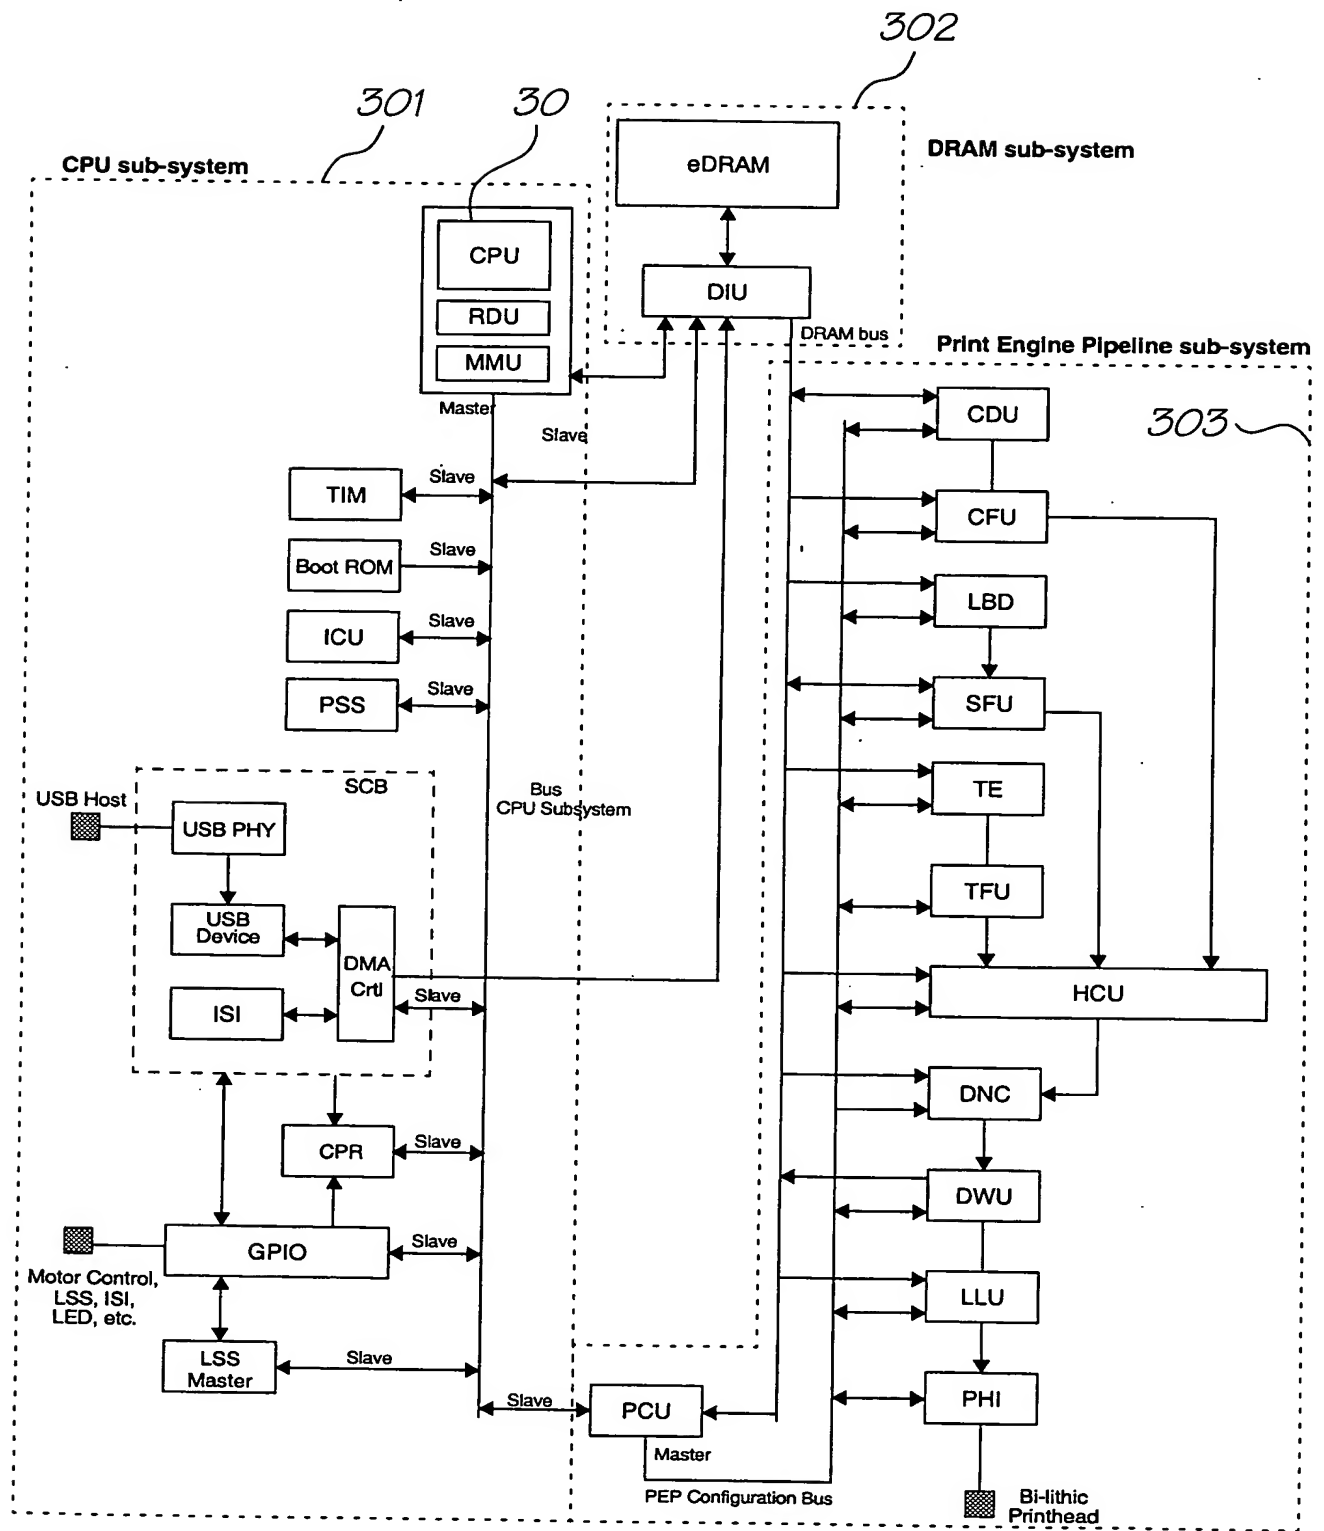 302
301
30
CPU sub-system
DRAM sub-system
eDRAM
CPU
DIU
RDU
DRAM bus
Print Engine Pipeline sub-system
MMU
Master
CDU
303
Slave
TIM
Slave
CFU
Boot ROM
Slave
LBD
ICU
Slave
PSS
Slave
SFU
SCB
Bus
CPU Subsystem
TE
USB Host
USB PHY
TFU
USB
Device
DMA
Crtl
ISI
Slave
HCU
DNC
CPR
Slave
DWU
GPIO
Slave
Motor Control,
LSS, ISI,
LED, etc.
LLU
LSS
Master
Slave
Slave
PCU
PHI
Master
PEP Configuration Bus
Bi-lithic
Printhead